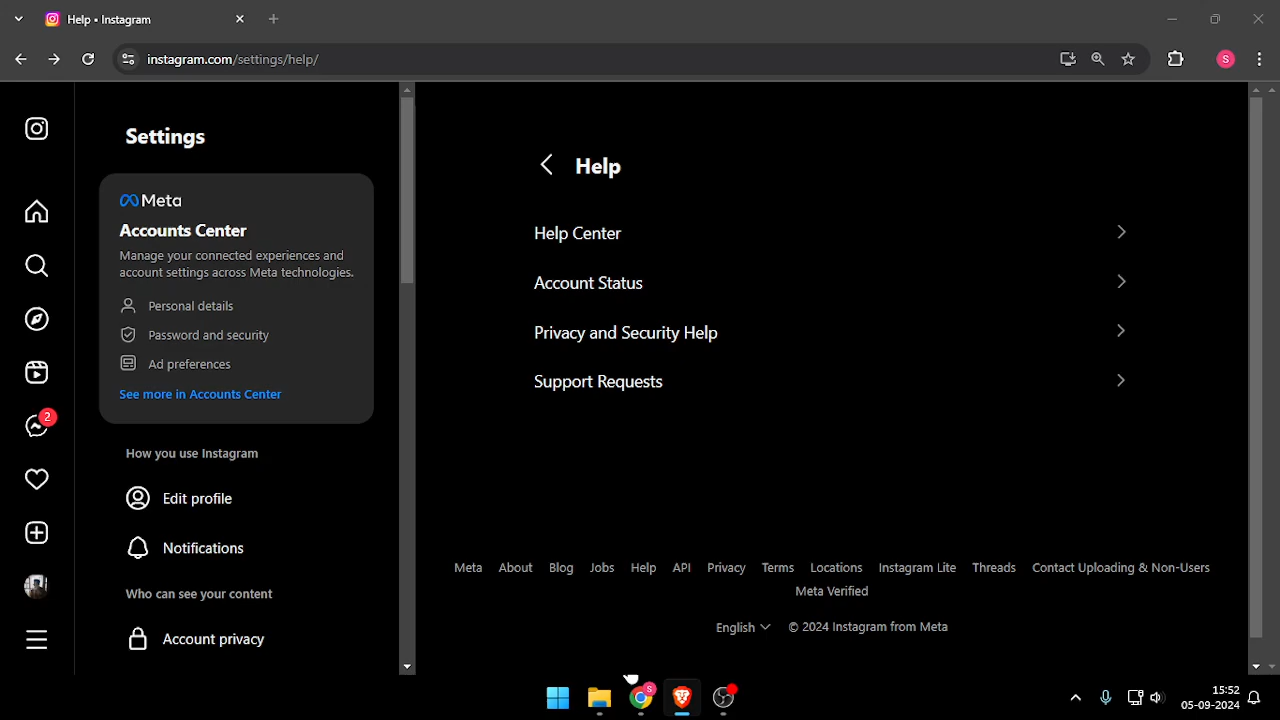 Help • Instagram
instagram.com/settings/help/
S
Settings
Meta
Accounts Center
Manage your connected experiences and
account settings across Meta technologies.
Personal details
Password and security
Ad preferences
See more in Accounts Center
How you use Instagram
Edit profile
Notifications
Who can see your content
Account privacy
2
Help
Help Center
Account Status
Privacy and Security Help
Support Requests
Meta About Blog Jobs Help API Privacy Terms Locations Instagram Lite Threads Contact Uploading & Non-Users
Meta Verified
English © 2024 Instagram from Meta
S
15:52
05-09-2024